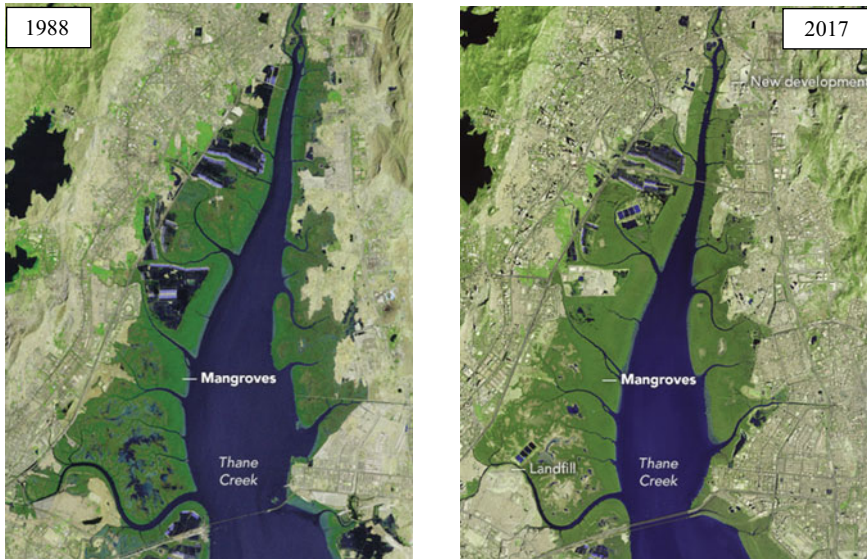 1988
Mangroves
Thane
Creek
2017
New development
Mangroves
Landfill
Thane
Creek